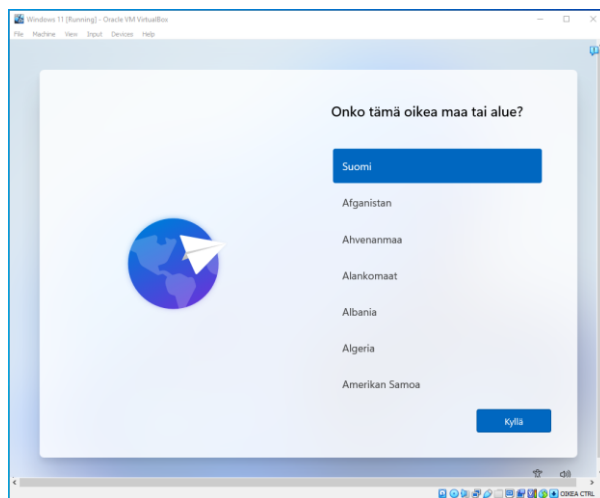 Windows 11 [Running] - Oracle VM VirtualBox
File Machine View Input Devices Help
Onko tämä oikea maa tai alue?
Suomi
Afganistan
Ahvenanmaa
Alankomaat
Albania
Algeria
Amerikan Samoa
Kyllä
OIKEA CTRL